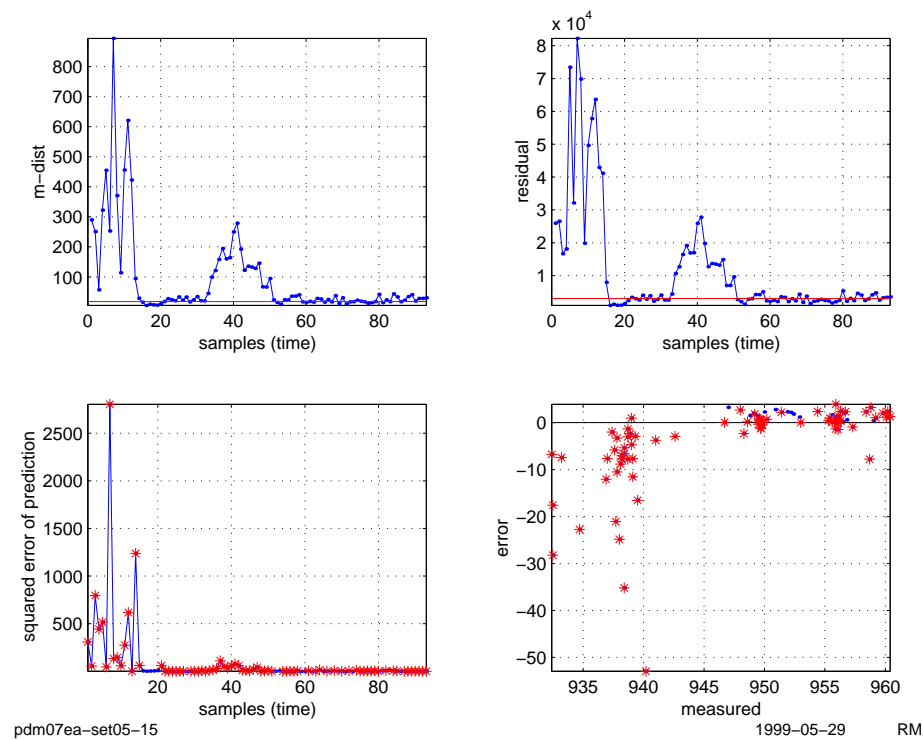 800
700
600
500
400
300
200
100
0 20 40 60 80
m−dist
samples (time)
x 10^4
8
7
6
5
4
3
2
1
0 20 40 60 80
residual
samples (time)
2500
2000
1500
1000
500
0 20 40 60 80
squared error of prediction
samples (time)
0
−10
−20
−30
−40
−50
935 940 945 950 955 960
error
measured
pdm07ea−set05−15
1999−05−29 RM